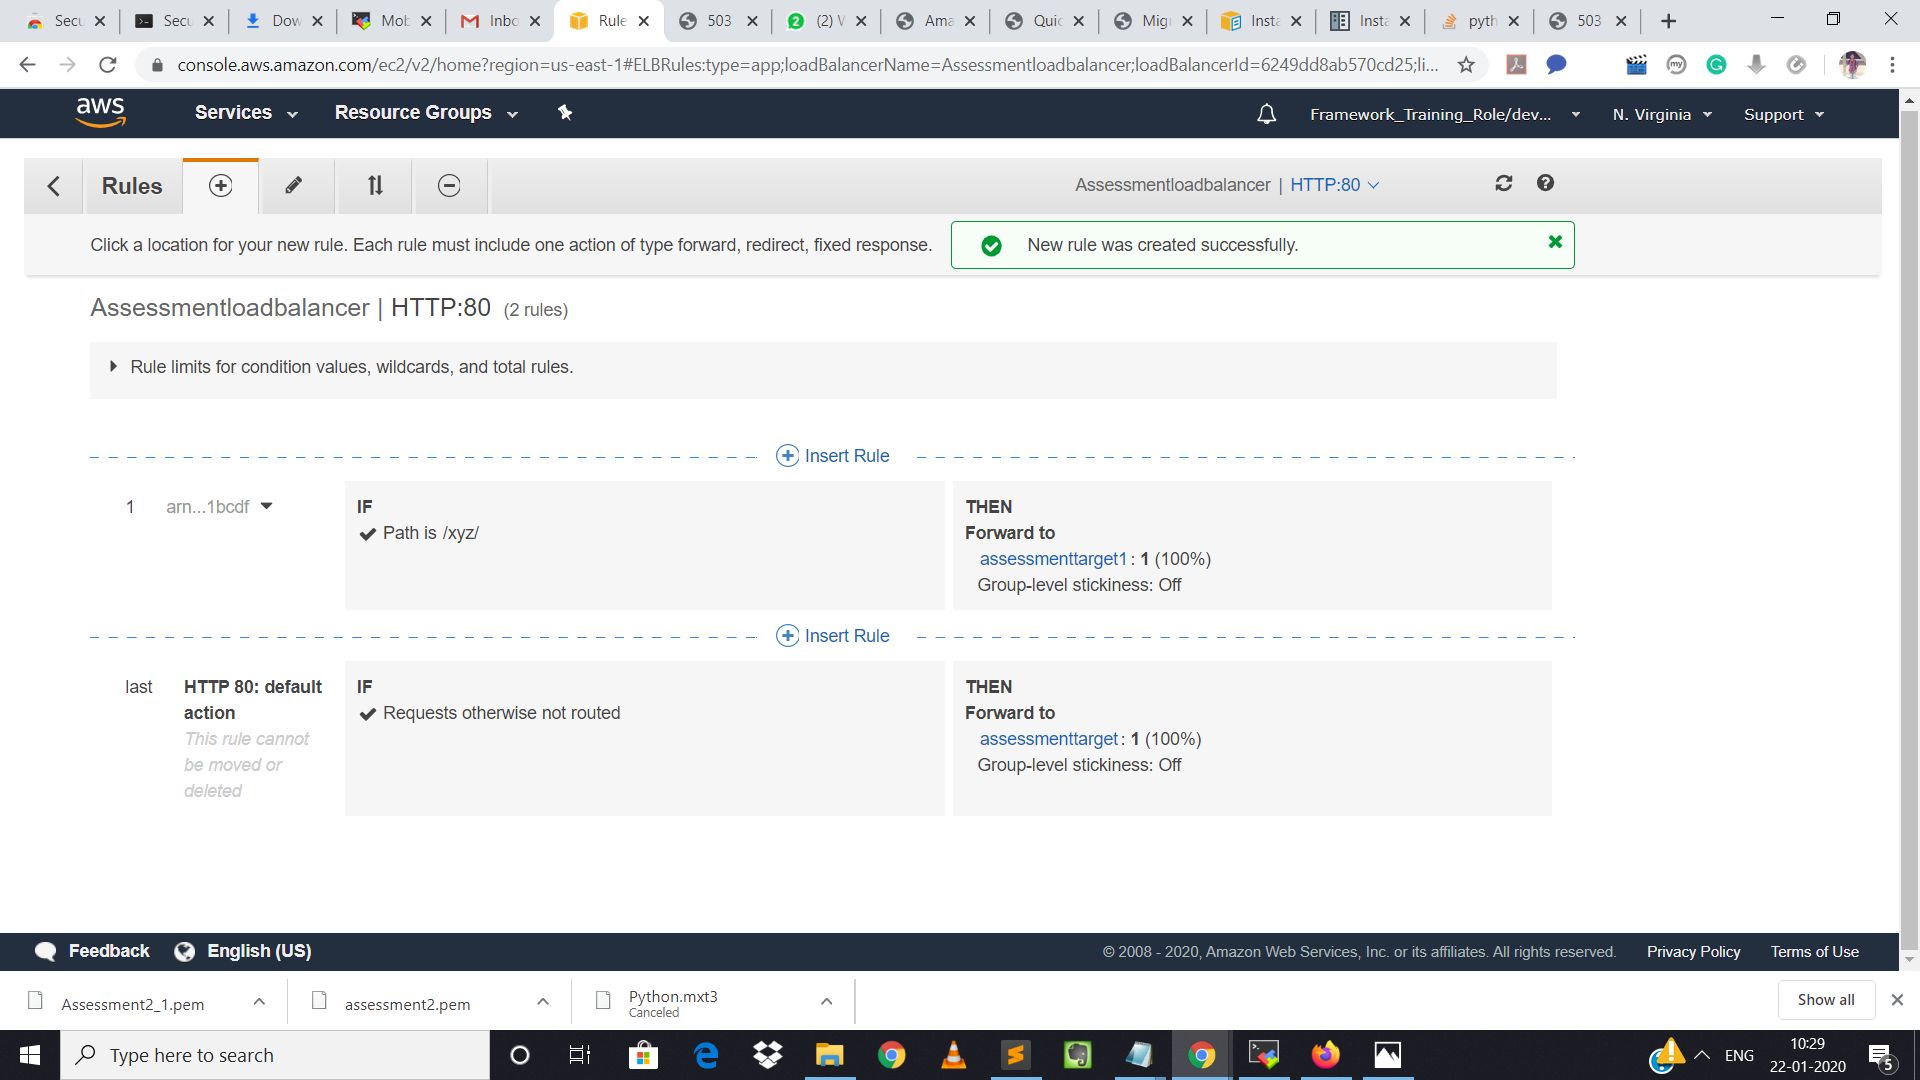 Secu
Secu
Dow
Mob
Inbo
Rule
503
(2) W
Ama
Quic
Migr
Insta
Insta
pyth
503
console.aws.amazon.com/ec2/v2/home?region=us-east-1#ELBRules:type=app;loadBalancerName=Assessmentloadbalancer;loadBalancerId=6249dd8ab570cd25;li...
aws
Services
Resource Groups
Framework_Training_Role/dev...
N. Virginia
Support
Rules
Assessmentloadbalancer | HTTP:80
Click a location for your new rule. Each rule must include one action of type forward, redirect, fixed response.
New rule was created successfully.
Assessmentloadbalancer | HTTP:80 (2 rules)
Rule limits for condition values, wildcards, and total rules.
Insert Rule
1 arn...1bcdf
IF
Path is /xyz/
THEN
Forward to
assessmenttarget1: 1 (100%)
Group-level stickiness: Off
Insert Rule
last
HTTP 80: default
action
This rule cannot
be moved or
deleted
IF
Requests otherwise not routed
THEN
Forward to
assessmenttarget: 1 (100%)
Group-level stickiness: Off
Feedback
English (US)
© 2008 - 2020, Amazon Web Services, Inc. or its affiliates. All rights reserved.
Privacy Policy
Terms of Use
Assessment2_1.pem
assessment2.pem
Python.mxt3
Canceled
Show all
Type here to search
ENG
10:29
22-01-2020
5